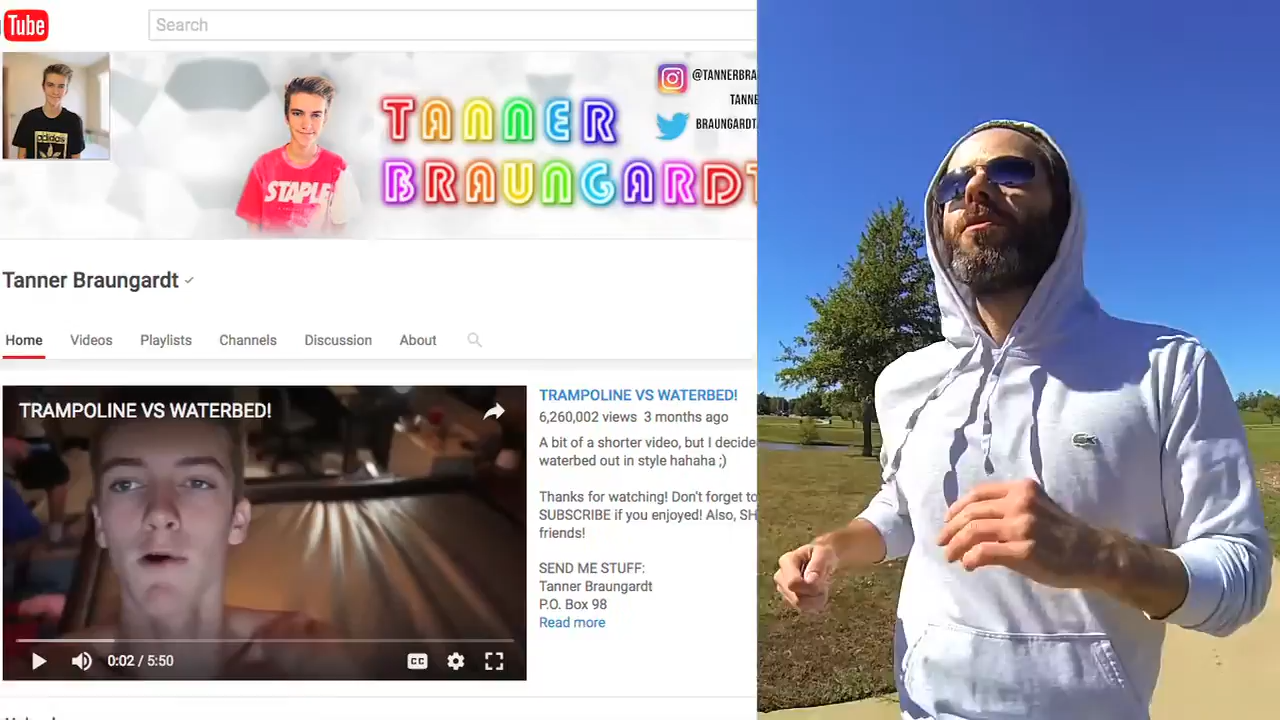 Tube
Search
@TANNERBRA
TANNE
BRAUNGARDT
TANNER
BRAUNGARDT
adidas
STAPLE
Tanner Braungardt
Home Videos Playlists Channels Discussion About
TRAMPOLINE VS WATERBED!
0:02 / 5:50
CC
TRAMPOLINE VS WATERBED!
6,260,002 views 3 months ago
A bit of a shorter video, but I decide
waterbed out in style hahaha ;)
Thanks for watching! Don't forget to
SUBSCRIBE if you enjoyed! Also, SH
friends!
SEND ME STUFF:
Tanner Braungardt
P.O. Box 98
Read more